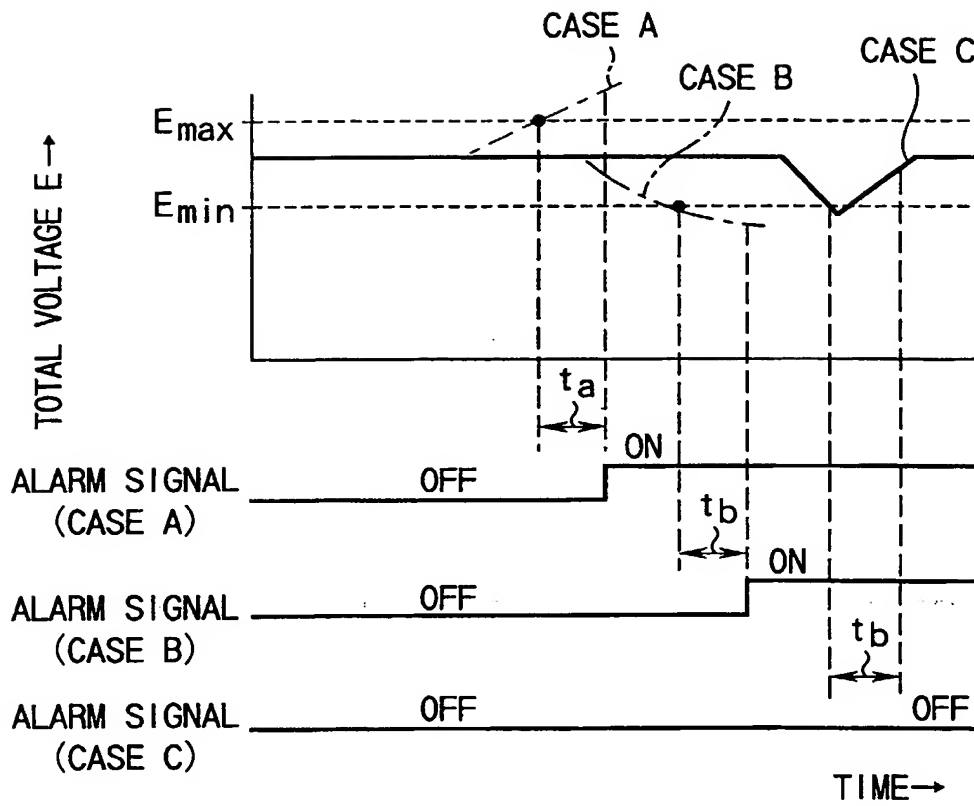 CASE A
CASE B
CASE C
TOTAL VOLTAGE E→
Emax
Emin
ta
ON
ALARM SIGNAL
(CASE A)
OFF
tb
ON
ALARM SIGNAL
(CASE B)
OFF
tb
ALARM SIGNAL
(CASE C)
OFF
OFF
TIME→